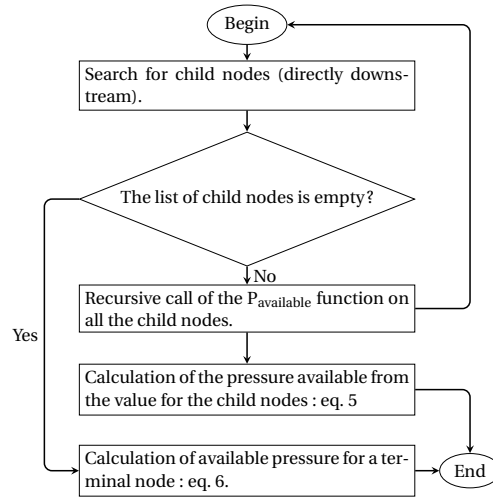 Begin
Search for child nodes (directly downs-
tream).
The list of child nodes is empty?
No
Recursive call of the Pavailable function on
all the child nodes.
Yes
Calculation of the pressure available from
the value for the child nodes : eq. 5
Calculation of available pressure for a ter-
minal node : eq. 6.
End